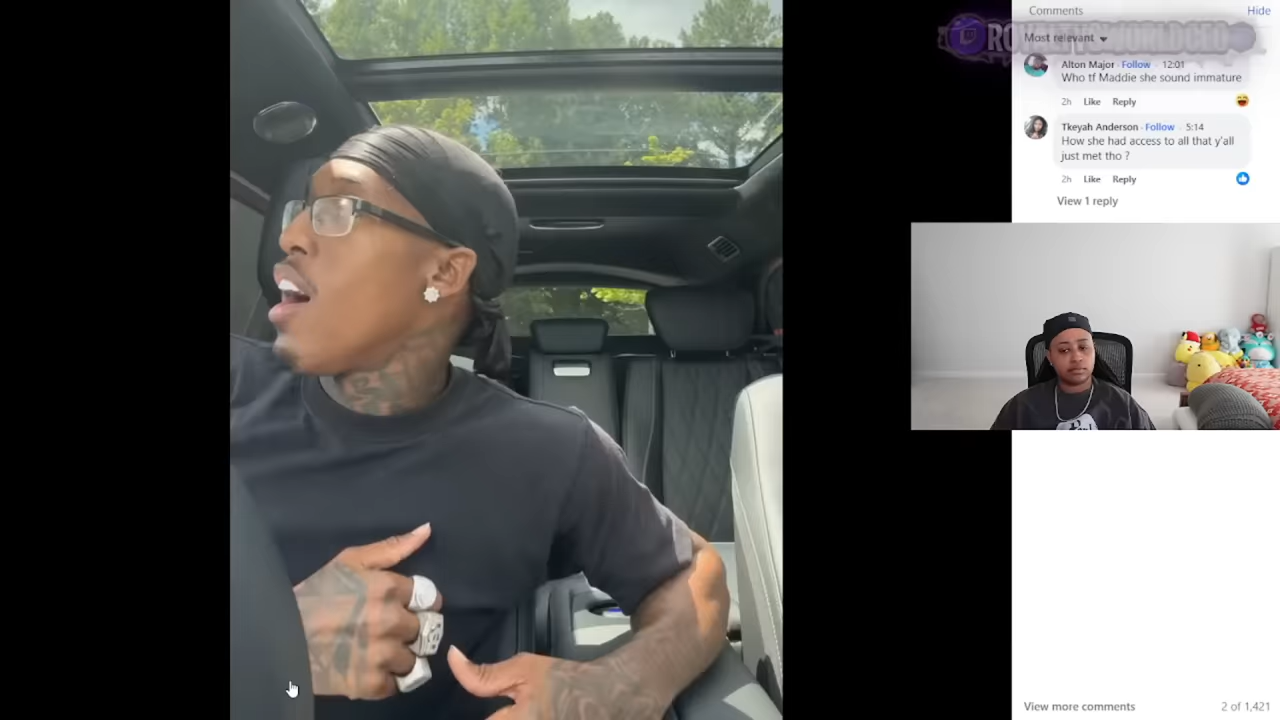 Comments
Hide
Most relevant
Alton Major · Follow · 12:01
Who tf Maddie she sound immature
2h Like Reply
Tkeyah Anderson · Follow · 5:14
How she had access to all that y'all
just met tho ?
2h Like Reply
View 1 reply
View more comments
2 of 1,421